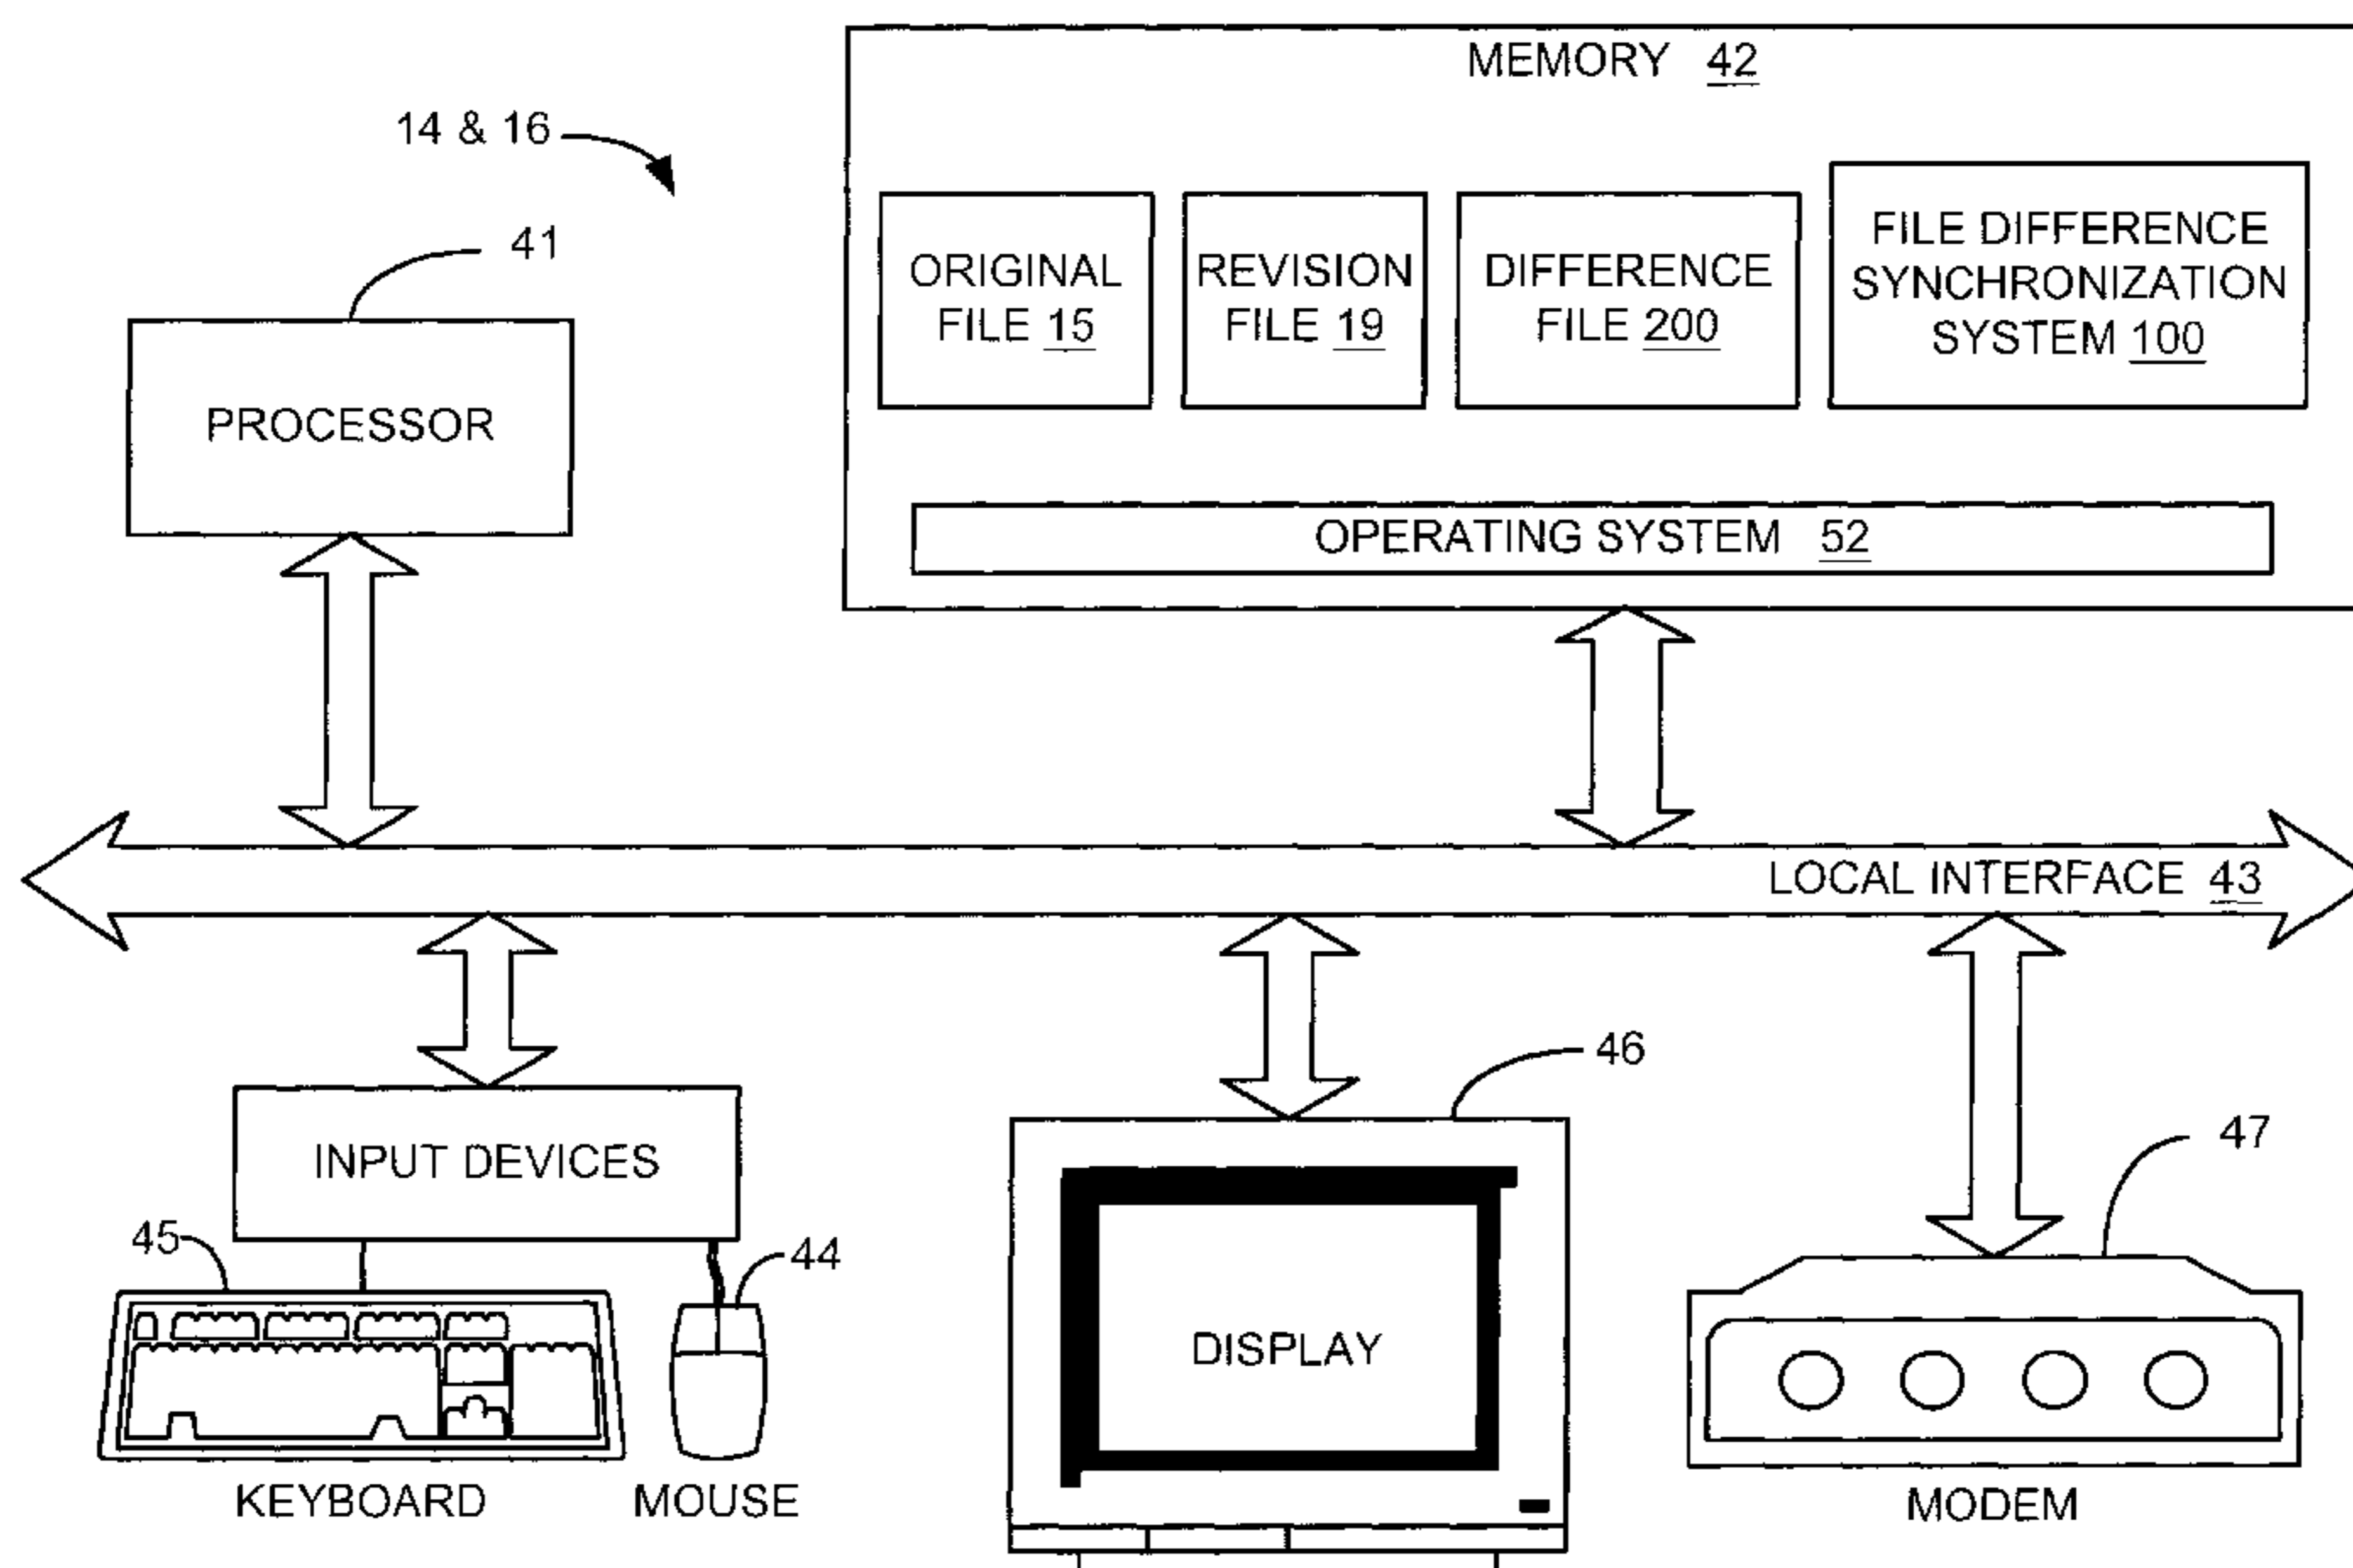 MEMORY 42
14 & 16
41
PROCESSOR
ORIGINAL
FILE 15
REVISION
FILE 19
DIFFERENCE
FILE 200
FILE DIFFERENCE
SYNCHRONIZATION
SYSTEM 100
OPERATING SYSTEM 52
LOCAL INTERFACE 43
INPUT DEVICES
45
44
KEYBOARD
MOUSE
46
DISPLAY
47
MODEM